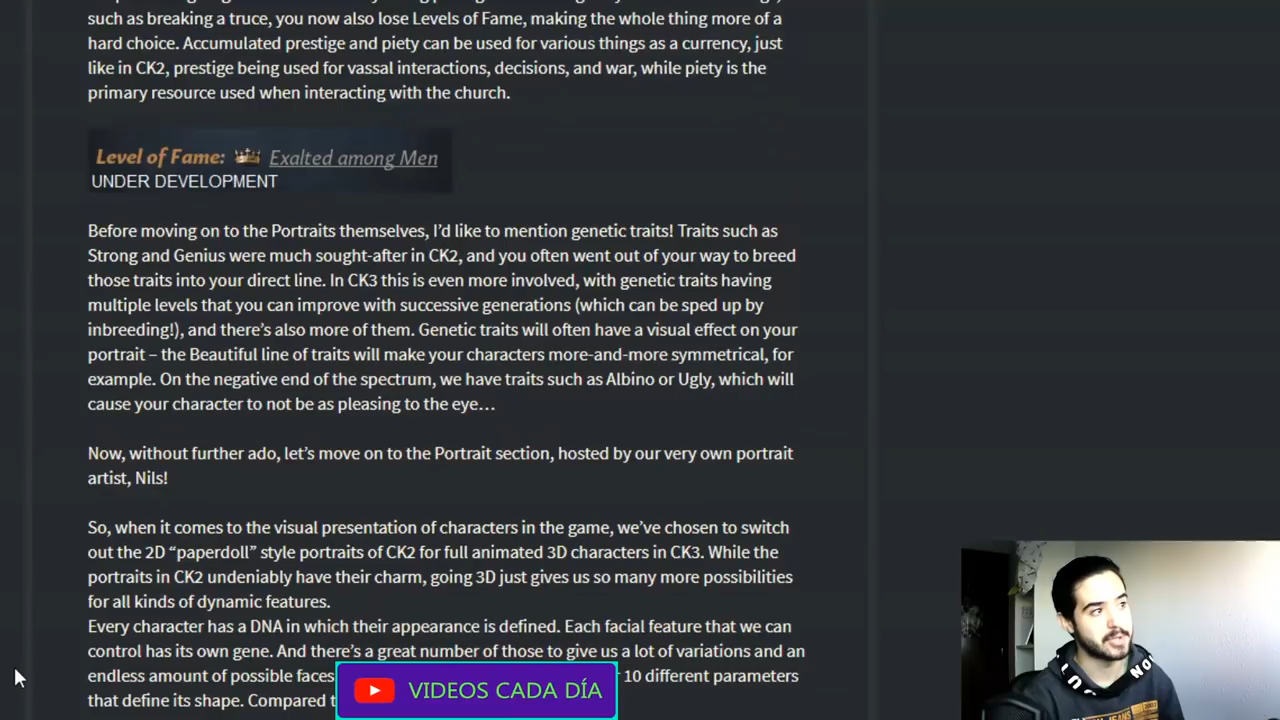 such as breaking a truce, you now also lose Levels of Fame, making the whole thing more of a
hard choice. Accumulated prestige and piety can be used for various things as a currency, just
like in CK2, prestige being used for vassal interactions, decisions, and war, while piety is the
primary resource used when interacting with the church.
Level of Fame: Exalted among Men
UNDER DEVELOPMENT
Before moving on to the Portraits themselves, I’d like to mention genetic traits! Traits such as
Strong and Genius were much sought-after in CK2, and you often went out of your way to breed
those traits into your direct line. In CK3 this is even more involved, with genetic traits having
multiple levels that you can improve with successive generations (which can be sped up by
inbreeding!), and there’s also more of them. Genetic traits will often have a visual effect on your
portrait – the Beautiful line of traits will make your characters more-and-more symmetrical, for
example. On the negative end of the spectrum, we have traits such as Albino or Ugly, which will
cause your character to not be as pleasing to the eye…
Now, without further ado, let’s move on to the Portrait section, hosted by our very own portrait
artist, Nils!
So, when it comes to the visual presentation of characters in the game, we’ve chosen to switch
out the 2D “paperdoll” style portraits of CK2 for full animated 3D characters in CK3. While the
portraits in CK2 undeniably have their charm, going 3D just gives us so many more possibilities
for all kinds of dynamic features.
Every character has a DNA in which their appearance is defined. Each facial feature that we can
control has its own gene. And there’s a great number of those to give us a lot of variations and an
endless amount of possible faces 10 different parameters
that define its shape. Compared
VIDEOS CADA DÍA